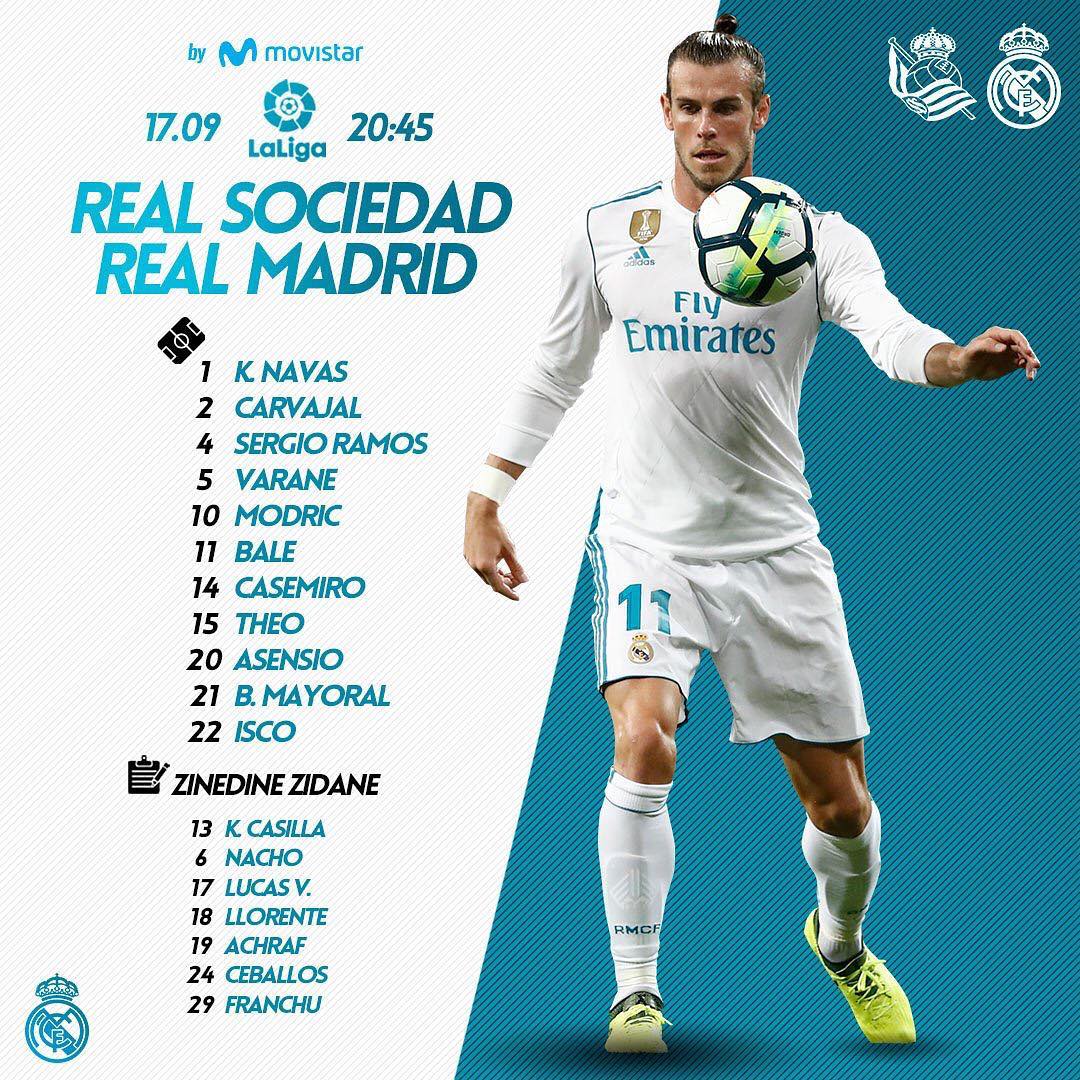 by movistar
17.09 LaLiga 20:45
REAL SOCIEDAD
REAL MADRID
1 K. NAVAS
2 CARVAJAL
4 SERGIO RAMOS
5 VARANE
10 MODRIC
11 BALE
14 CASEMIRO
15 THEO
20 ASENSIO
21 B. MAYORAL
22 ISCO
ZINEDINE ZIDANE
13 K. CASILLA
6 NACHO
17 LUCAS V.
18 LLORENTE
19 ACHRAF
24 CEBALLOS
29 FRANCHU
FIFA
adidas
Fly
Emirates
11
RMCF